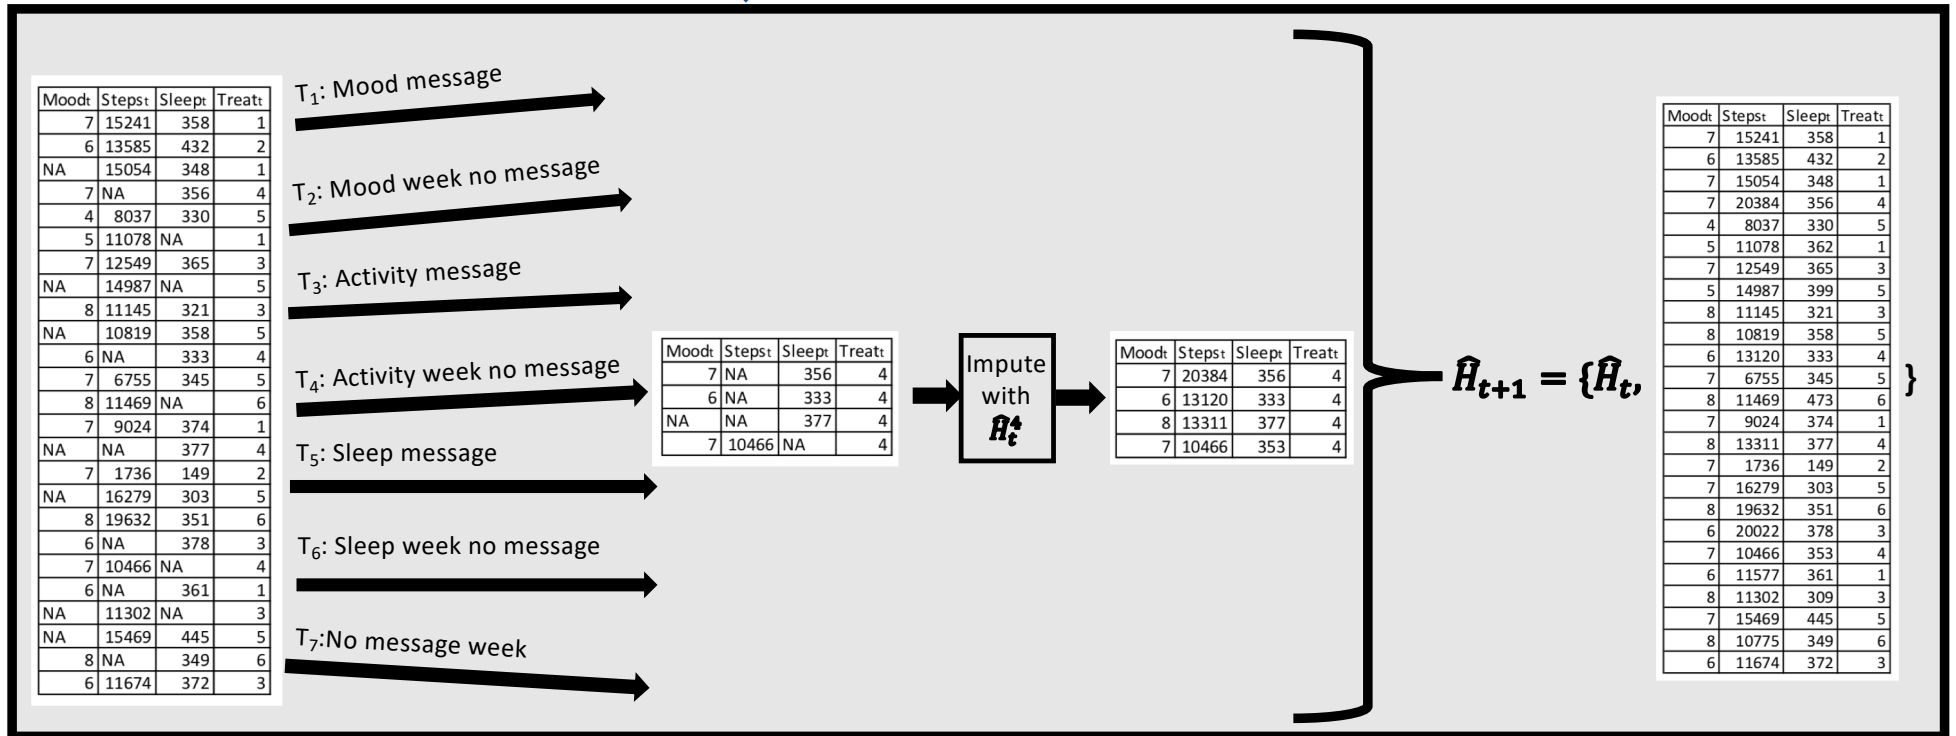 Moodt Stepst Sleept Treatt
7 15241 358 1
6 13585 432 2
NA 15054 348 1
7 NA 356 4
4 8037 330 5
5 11078 NA 1
7 12549 365 3
NA 14987 NA 5
8 11145 321 3
NA 10819 358 5
6 NA 333 4
7 6755 345 5
8 11469 NA 6
7 9024 374 1
NA NA 377 4
7 1736 149 2
NA 16279 303 5
8 19632 351 6
6 NA 378 3
7 10466 NA 4
6 NA 361 1
NA 11302 NA 3
NA 15469 445 5
8 NA 349 6
6 11674 372 3
T1: Mood message
T2: Mood week no message
T3: Activity message
T4: Activity week no message
T5: Sleep message
T6: Sleep week no message
T7:No message week
Moodt Stepst Sleept Treatt
7 NA 356 4
6 NA 333 4
NA NA 377 4
7 10466 NA 4
Impute
with
Ĥ⁴t
Moodt Stepst Sleept Treatt
7 20384 356 4
6 13120 333 4
8 13311 377 4
7 10466 353 4
Ĥt+1 = {Ĥt,
Moodt Stepst Sleept Treatt
7 15241 358 1
6 13585 432 2
7 15054 348 1
7 20384 356 4
4 8037 330 5
5 11078 362 1
7 12549 365 3
5 14987 399 5
8 11145 321 3
8 10819 358 5
6 13120 333 4
7 6755 345 5
8 11469 473 6
7 9024 374 1
8 13311 377 4
7 1736 149 2
7 16279 303 5
8 19632 351 6
6 20022 378 3
7 10466 353 4
6 11577 361 1
8 11302 309 3
7 15469 445 5
8 10775 349 6
6 11674 372 3
}